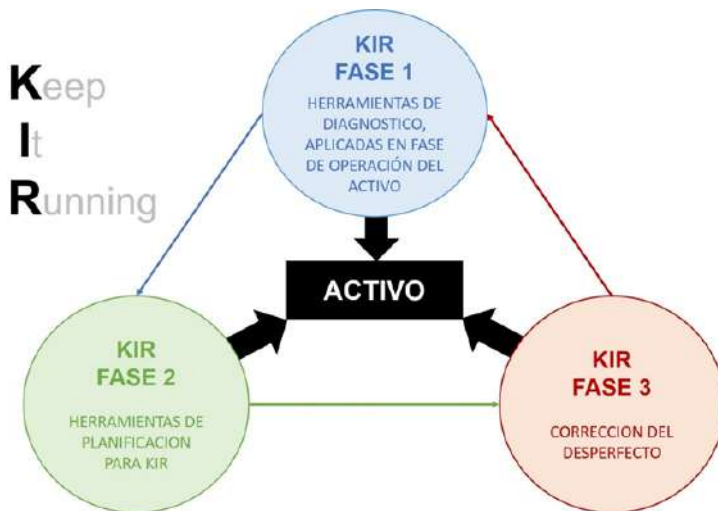 Keep
It
Running
KIR
FASE 1
HERRAMIENTAS DE
DIAGNOSTICO,
APLICADAS EN FASE
DE OPERACIÓN DEL
ACTIVO
ACTIVO
KIR
FASE 2
HERRAMIENTAS DE
PLANIFICACION
PARA KIR
KIR
FASE 3
CORRECCION DEL
DESPERFECTO